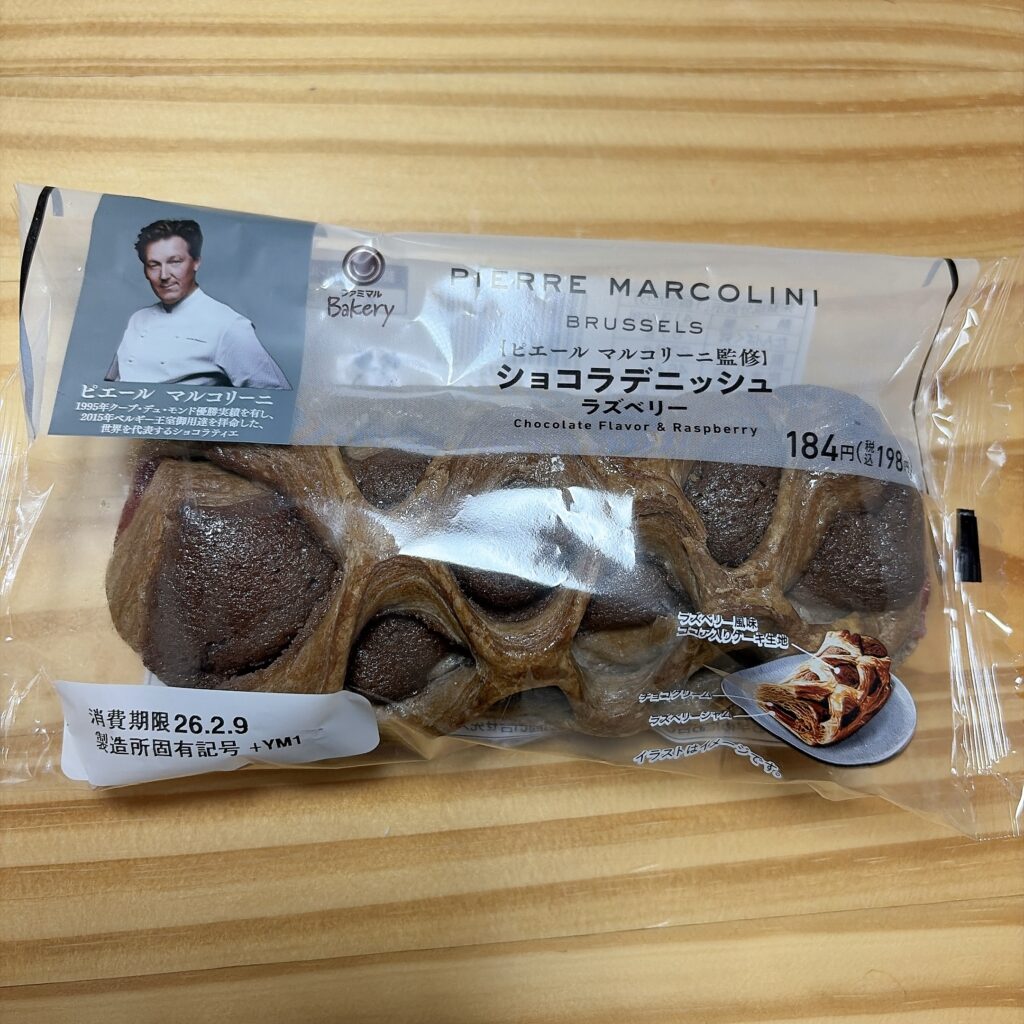 ピエール マルコリーニ
1995年クープ・デュ・モンド優勝実績を有し、
2015年ベルギー王室御用達を拝命した、
世界を代表するショコラティエ
ファミマル
Bakery
PIERRE MARCOLINI
BRUSSELS
【ピエール マルコリーニ監修】
ショコラデニッシュ
ラズベリー
Chocolate Flavor & Raspberry
184円(税込198円)
ラズベリー風味
ココア入りケーキ生地
チョコクリーム
ラズベリージャム
イラストはイメージです。
消費期限 26.2.9
製造所固有記号 +YM1